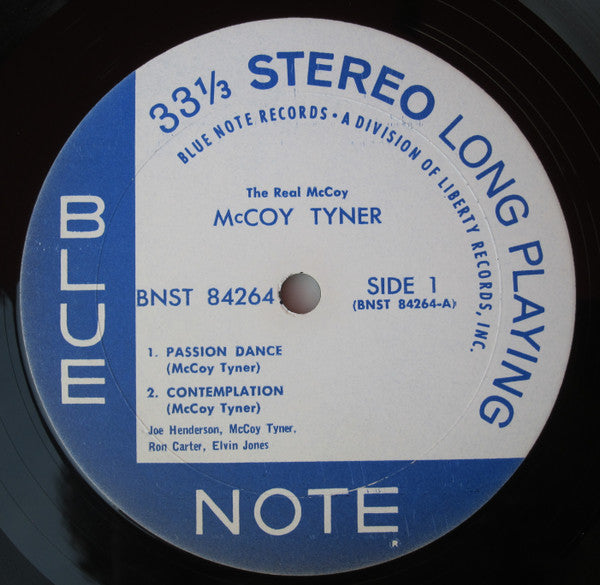 33⅓ STEREO LONG PLAYING
BLUE NOTE RECORDS • A DIVISION OF LIBERTY RECORDS, INC.
The Real McCoy
McCOY TYNER
BNST 84264
SIDE 1
(BNST 84264-A)
1. PASSION DANCE
(McCoy Tyner)
2. CONTEMPLATION
(McCoy Tyner)
Joe Henderson, McCoy Tyner,
Ron Carter, Elvin Jones
BLUE
NOTE
®